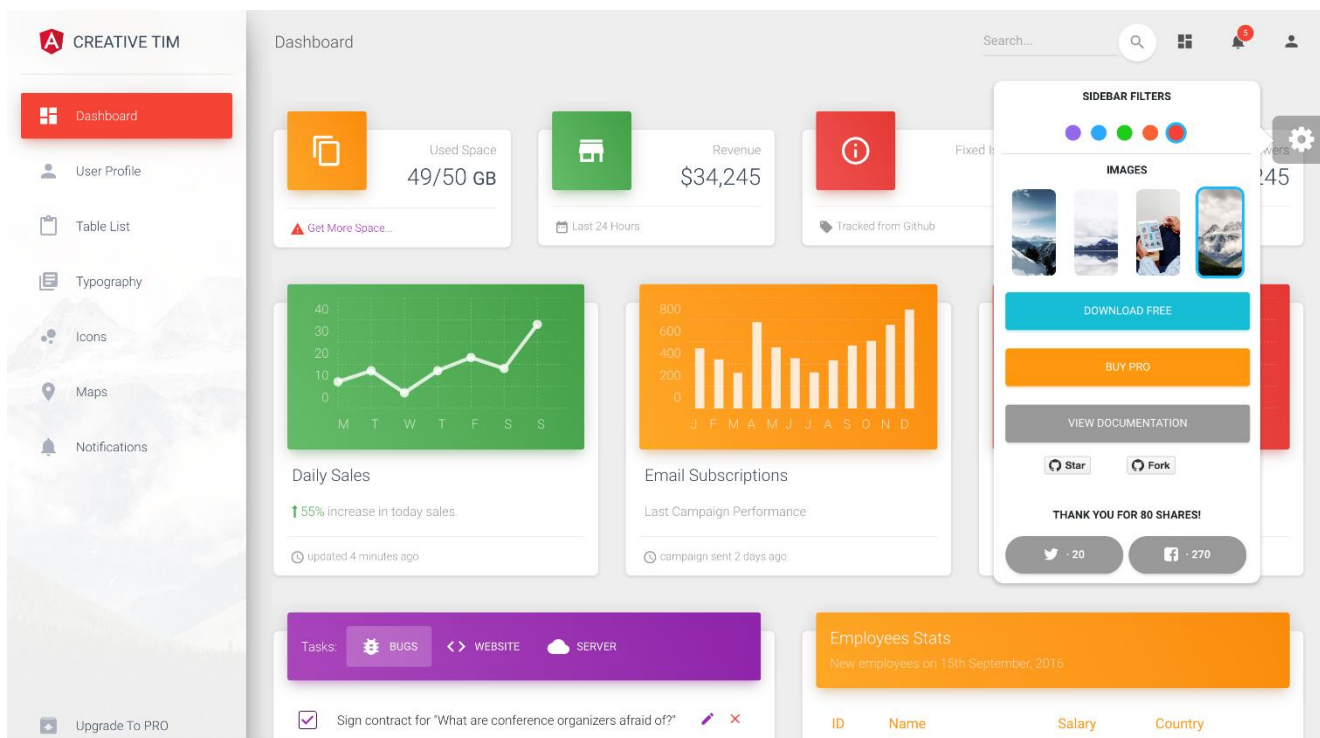 CREATIVE TIM
Dashboard
User Profile
Table List
Typography
Icons
Maps
Notifications
Upgrade To PRO
Dashboard
Search...
5
Used Space
49/50 GB
Get More Space...
Revenue
$34,245
Last 24 Hours
Fixed Is
Tracked from Github
wers
245
SIDEBAR FILTERS
IMAGES
DOWNLOAD FREE
BUY PRO
VIEW DOCUMENTATION
Star
Fork
THANK YOU FOR 80 SHARES!
· 20
· 270
40
30
20
10
0
M T W T F S S
Daily Sales
55% increase in today sales.
updated 4 minutes ago
800
600
400
200
0
J F M A M J J A S O N D
Email Subscriptions
Last Campaign Performance
campaign sent 2 days ago
Tasks: BUGS WEBSITE SERVER
Sign contract for "What are conference organizers afraid of?"
Employees Stats
New employees on 15th September, 2016
ID Name Salary Country